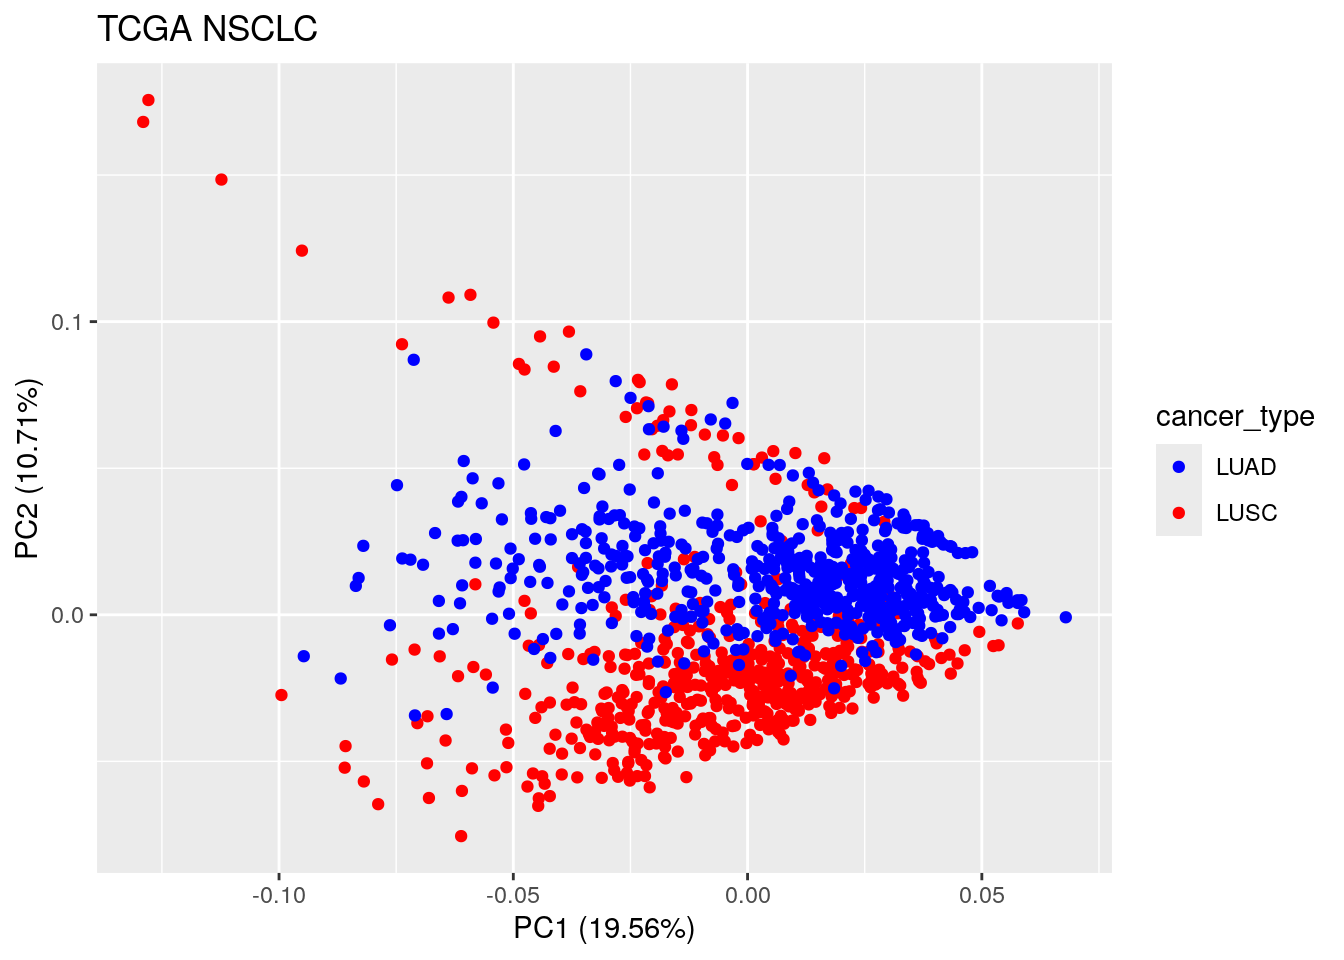 TCGA NSCLC
PC2 (10.71%)
0.1
0.0
-0.10
-0.05
0.00
0.05
PC1 (19.56%)
cancer_type
LUAD
LUSC